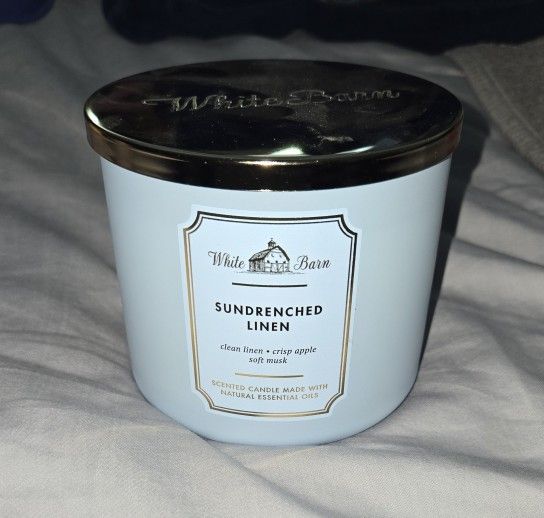 White Barn
White Barn
SUNDRENCHED
LINEN
clean linen • crisp apple
soft musk
SCENTED CANDLE MADE WITH
NATURAL ESSENTIAL OILS